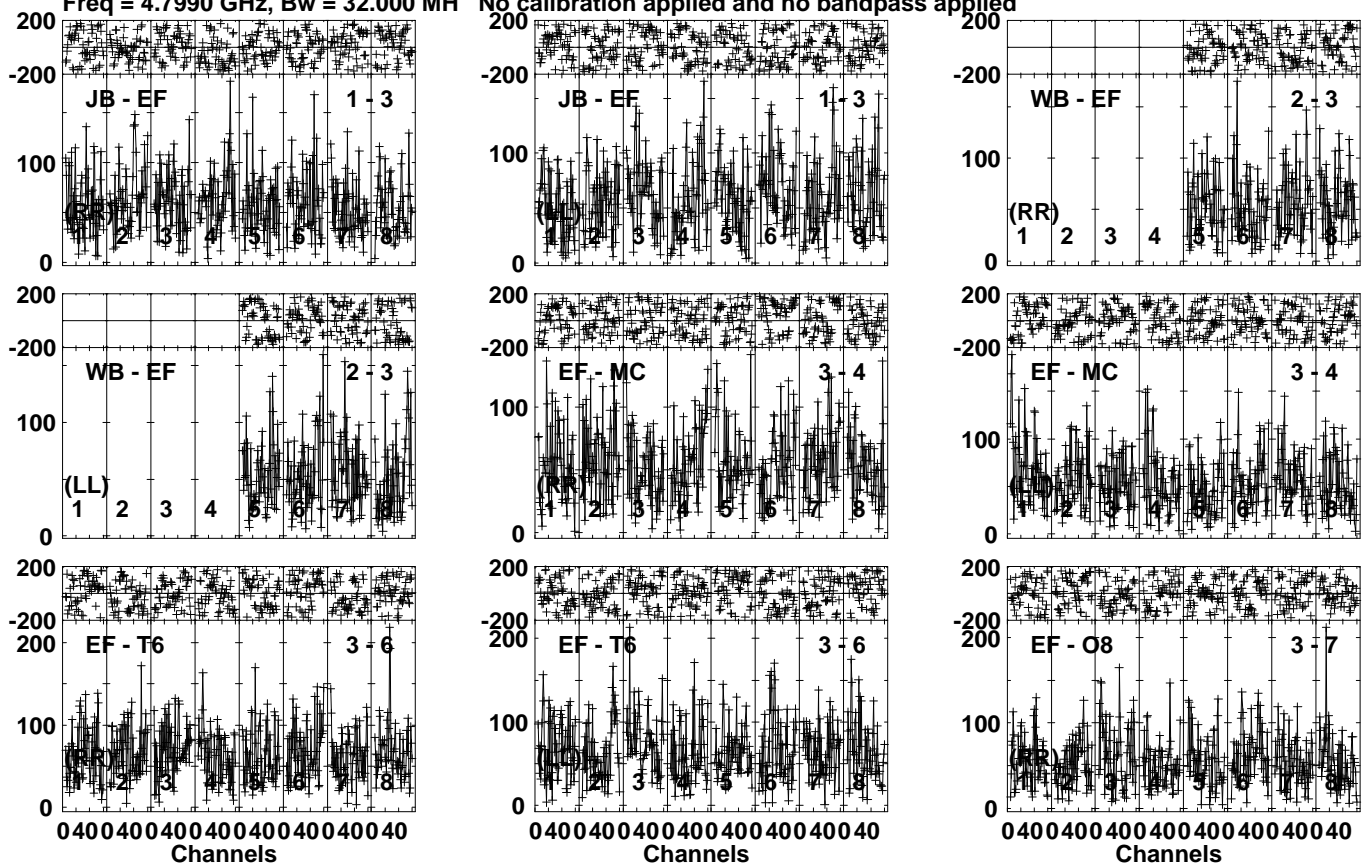 Freq = 4.7990 GHz, Bw = 32.000 MH No calibration applied and no bandpass applied
200 200 200
-200 -200 -200
JB - EF 1 - 3 JB - EF 1 - 3 WB - EF 2 - 3
100 100 100
(RR) (LL) (RR)
1 2 3 4 5 6 7 8 1 2 3 4 5 6 7 8 1 2 3 4 5 6 7 8
0 0 0
200 200 200
-200 -200 -200
WB - EF 2 - 3 EF - MC 3 - 4 EF - MC 3 - 4
100 100 100
(LL) (RR) (LL)
1 2 3 4 5 6 7 8 1 2 3 4 5 6 7 8 1 2 3 4 5 6 7 8
0 0 0
200 200 200
-200 -200 -200
200 200 200
EF - T6 3 - 6 EF - T6 3 - 6 EF - O8 3 - 7
100 100 100
(RR) (LL) (RR)
1 2 3 4 5 6 7 8 1 2 3 4 5 6 7 8 1 2 3 4 5 6 7 8
0 0 0
0 40 0 40 0 40 0 40 0 40 0 40 0 40 0 40 0 40 0 40 0 40 0 40 0 40 0 40 0 40 0 40 0 40 0 40 0 40 0 40 0 40 0 40 0 40 0 40
Channels Channels Channels